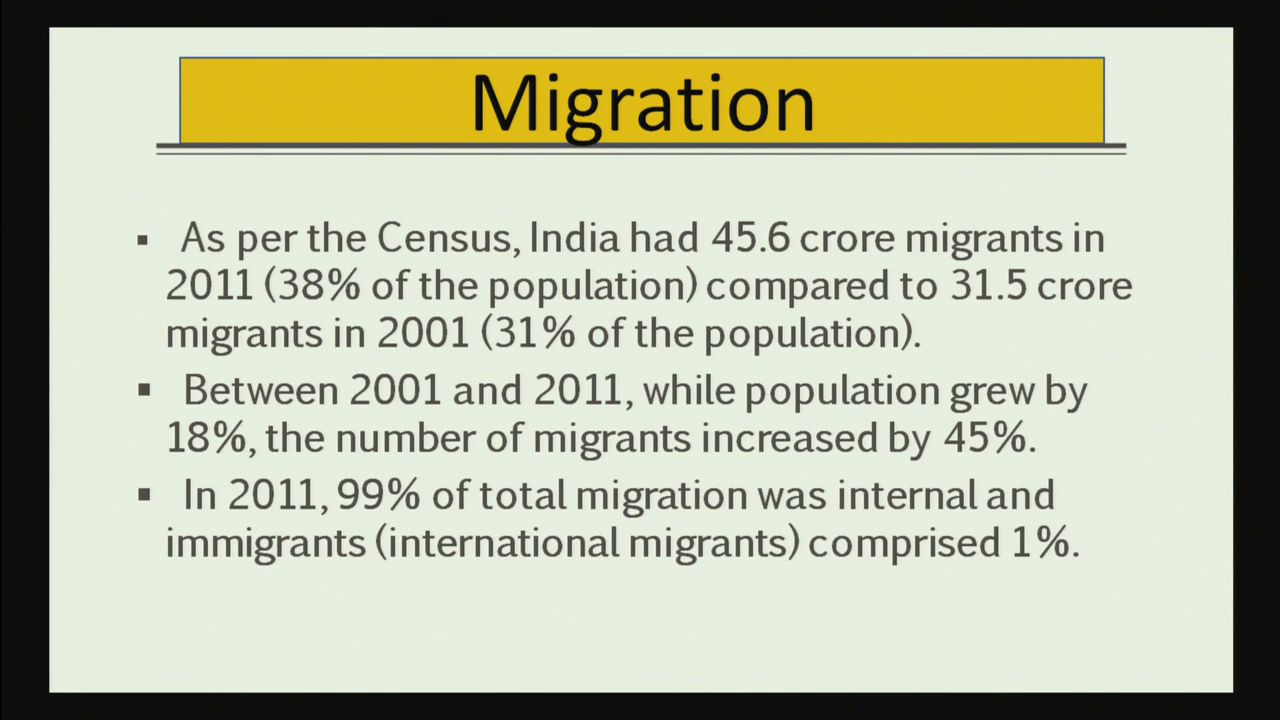 Migration
▪ As per the Census, India had 45.6 crore migrants in
2011 (38% of the population) compared to 31.5 crore
migrants in 2001 (31% of the population).
▪ Between 2001 and 2011, while population grew by
18%, the number of migrants increased by 45%.
▪ In 2011, 99% of total migration was internal and
immigrants (international migrants) comprised 1%.